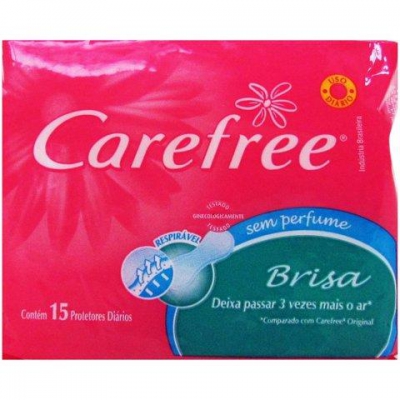 USO
DIÁRIO
Carefree®
Indústria Brasileira
TESTADO
GINECOLOGICAMENTE
TESTADO
RESPIRÁVEL
sem perfume
Brisa
Deixa passar 3 vezes mais o ar*
*Comparado com Carefree® Original
Contém 15 Protetores Diários